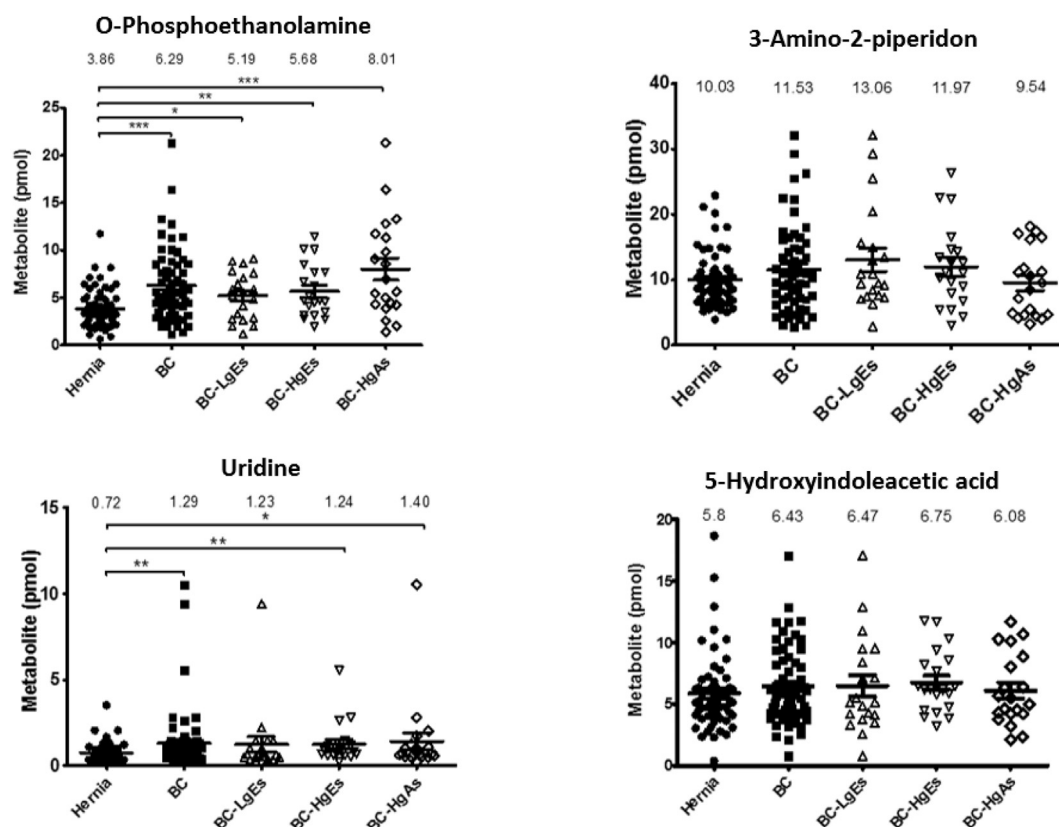 O-Phosphoethanolamine
3.86 6.29 5.19 5.68 8.01
***
**
*
***
Metabolite (pmol)
25
20
15
10
5
0
Hernia BC BC-LgEs BC-HgEs BC-HgAs
3-Amino-2-piperidon
10.03 11.53 13.06 11.97 9.54
Metabolite (pmol)
40
30
20
10
0
Hernia BC BC-LgEs BC-HgEs BC-HgAs
Uridine
0.72 1.29 1.23 1.24 1.40
*
**
**
Metabolite (pmol)
15
10
5
0
Hernia BC BC-LgEs BC-HgEs BC-HgAs
5-Hydroxyindoleacetic acid
5.8 6.43 6.47 6.75 6.08
Metabolite (pmol)
20
15
10
5
0
Hernia BC BC-LgEs BC-HgEs BC-HgAs